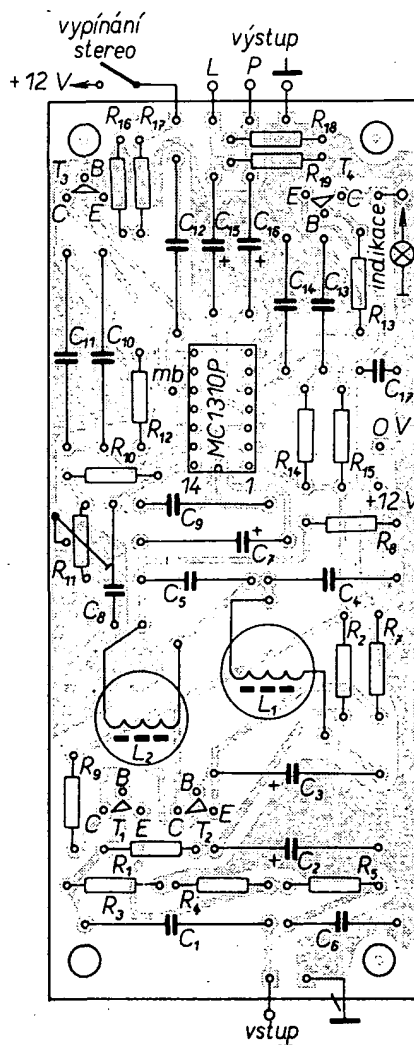 vypínání
stereo
výstup
+12 V
L P
R16 R17
R18
T3 B
C E
R19 T4
E C
B
C12 C15 C16
+ +
indikace
C14 C13
R13
C11 C10
mb
MC1310P
C17
R12
R10
R14 R15
0 V
14 1
+12 V
C9
R8
R11
+
C7
C8
C5
C4
R2 R7
L1
L2
R9
+ C3
B B
C T1 E C T2 E
+ C2
R1
R5
R3
R4
C1
C6
vstup